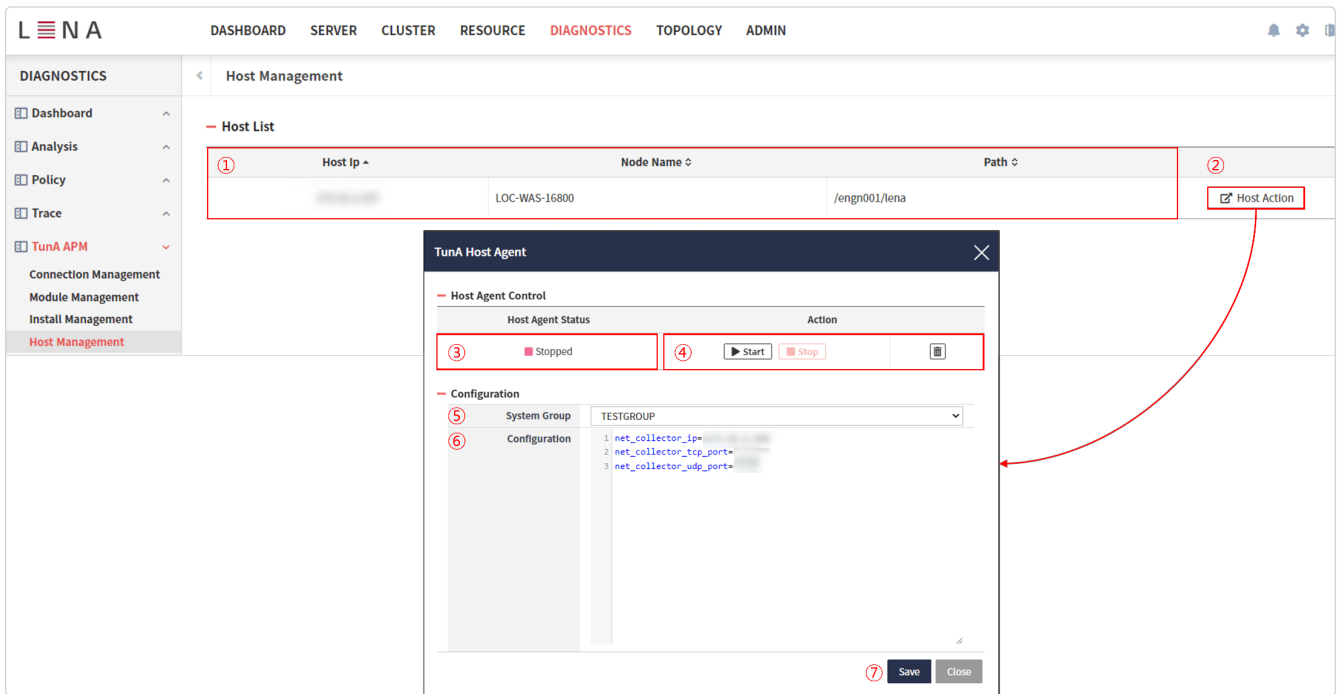 LENA
DASHBOARD SERVER CLUSTER RESOURCE DIAGNOSTICS TOPOLOGY ADMIN
DIAGNOSTICS
Host Management
Dashboard
Analysis
Policy
Trace
TunA APM
Connection Management
Module Management
Install Management
Host Management
Host List
① Host Ip Node Name Path ②
LOC-WAS-16800 /engn001/lena Host Action
TunA Host Agent
Host Agent Control
Host Agent Status Action
③ Stopped ④ Start Stop
Configuration
⑤ System Group TESTGROUP
⑥ Configuration 1 net_collector_ip=
2 net_collector_tcp_port=
3 net_collector_udp_port=
⑦ Save Close